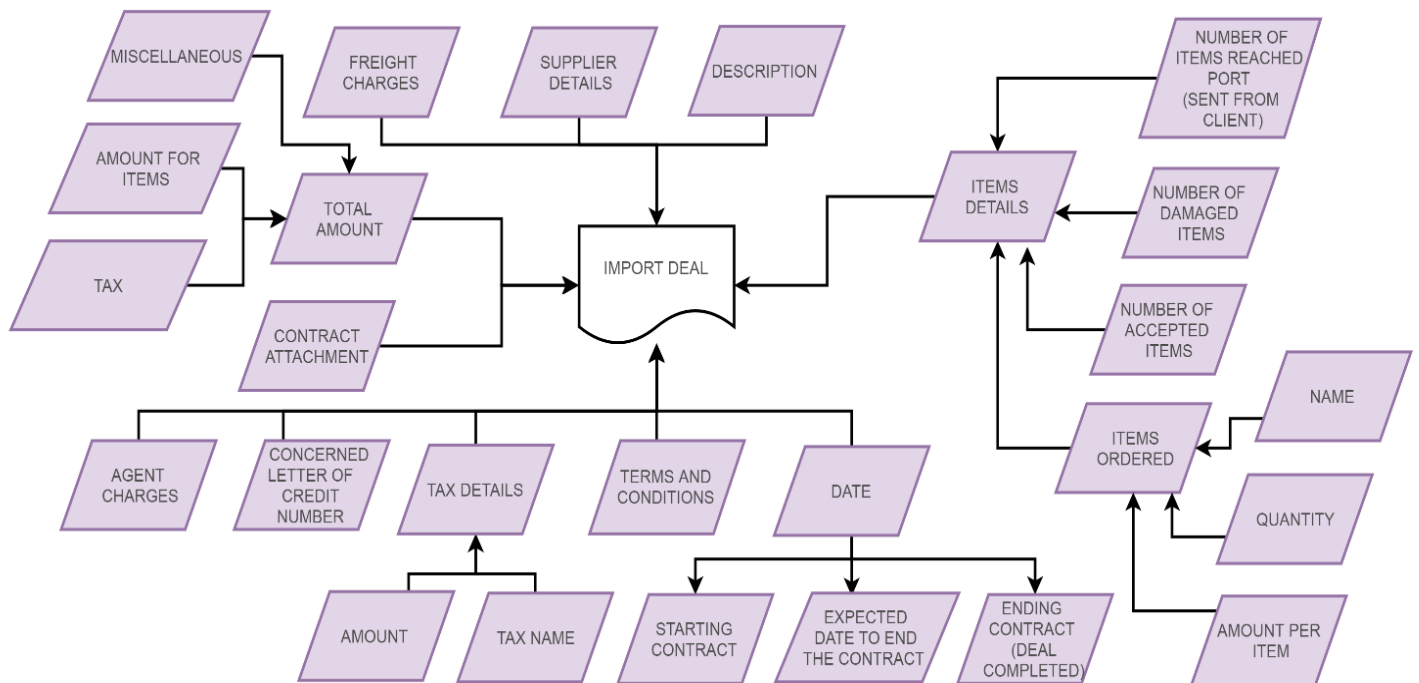 MISCELLANEOUS
FREIGHT
CHARGES
SUPPLIER
DETAILS
DESCRIPTION
NUMBER OF
ITEMS REACHED
PORT
(SENT FROM
CLIENT)
AMOUNT FOR
ITEMS
TOTAL
AMOUNT
TAX
ITEMS
DETAILS
NUMBER OF
DAMAGED
ITEMS
IMPORT DEAL
CONTRACT
ATTACHMENT
NUMBER OF
ACCEPTED
ITEMS
NAME
ITEMS
ORDERED
AGENT
CHARGES
CONCERNED
LETTER OF
CREDIT
NUMBER
TAX DETAILS
TERMS AND
CONDITIONS
DATE
QUANTITY
AMOUNT
TAX NAME
STARTING
CONTRACT
EXPECTED
DATE TO END
THE CONTRACT
ENDING
CONTRACT
(DEAL
COMPLETED)
AMOUNT PER
ITEM